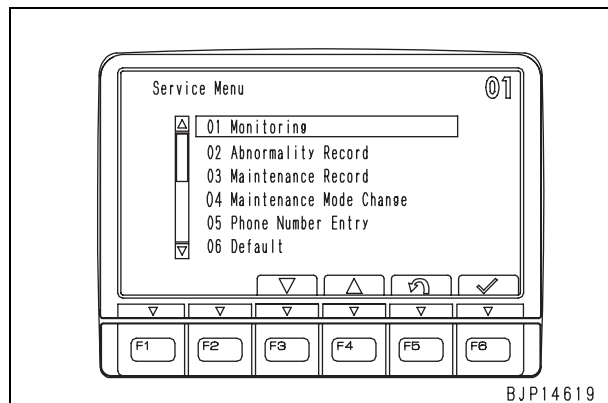 Service Menu 01
01 Monitoring
02 Abnormality Record
03 Maintenance Record
04 Maintenance Mode Change
05 Phone Number Entry
06 Default
F1 F2 F3 F4 F5 F6
BJP14619